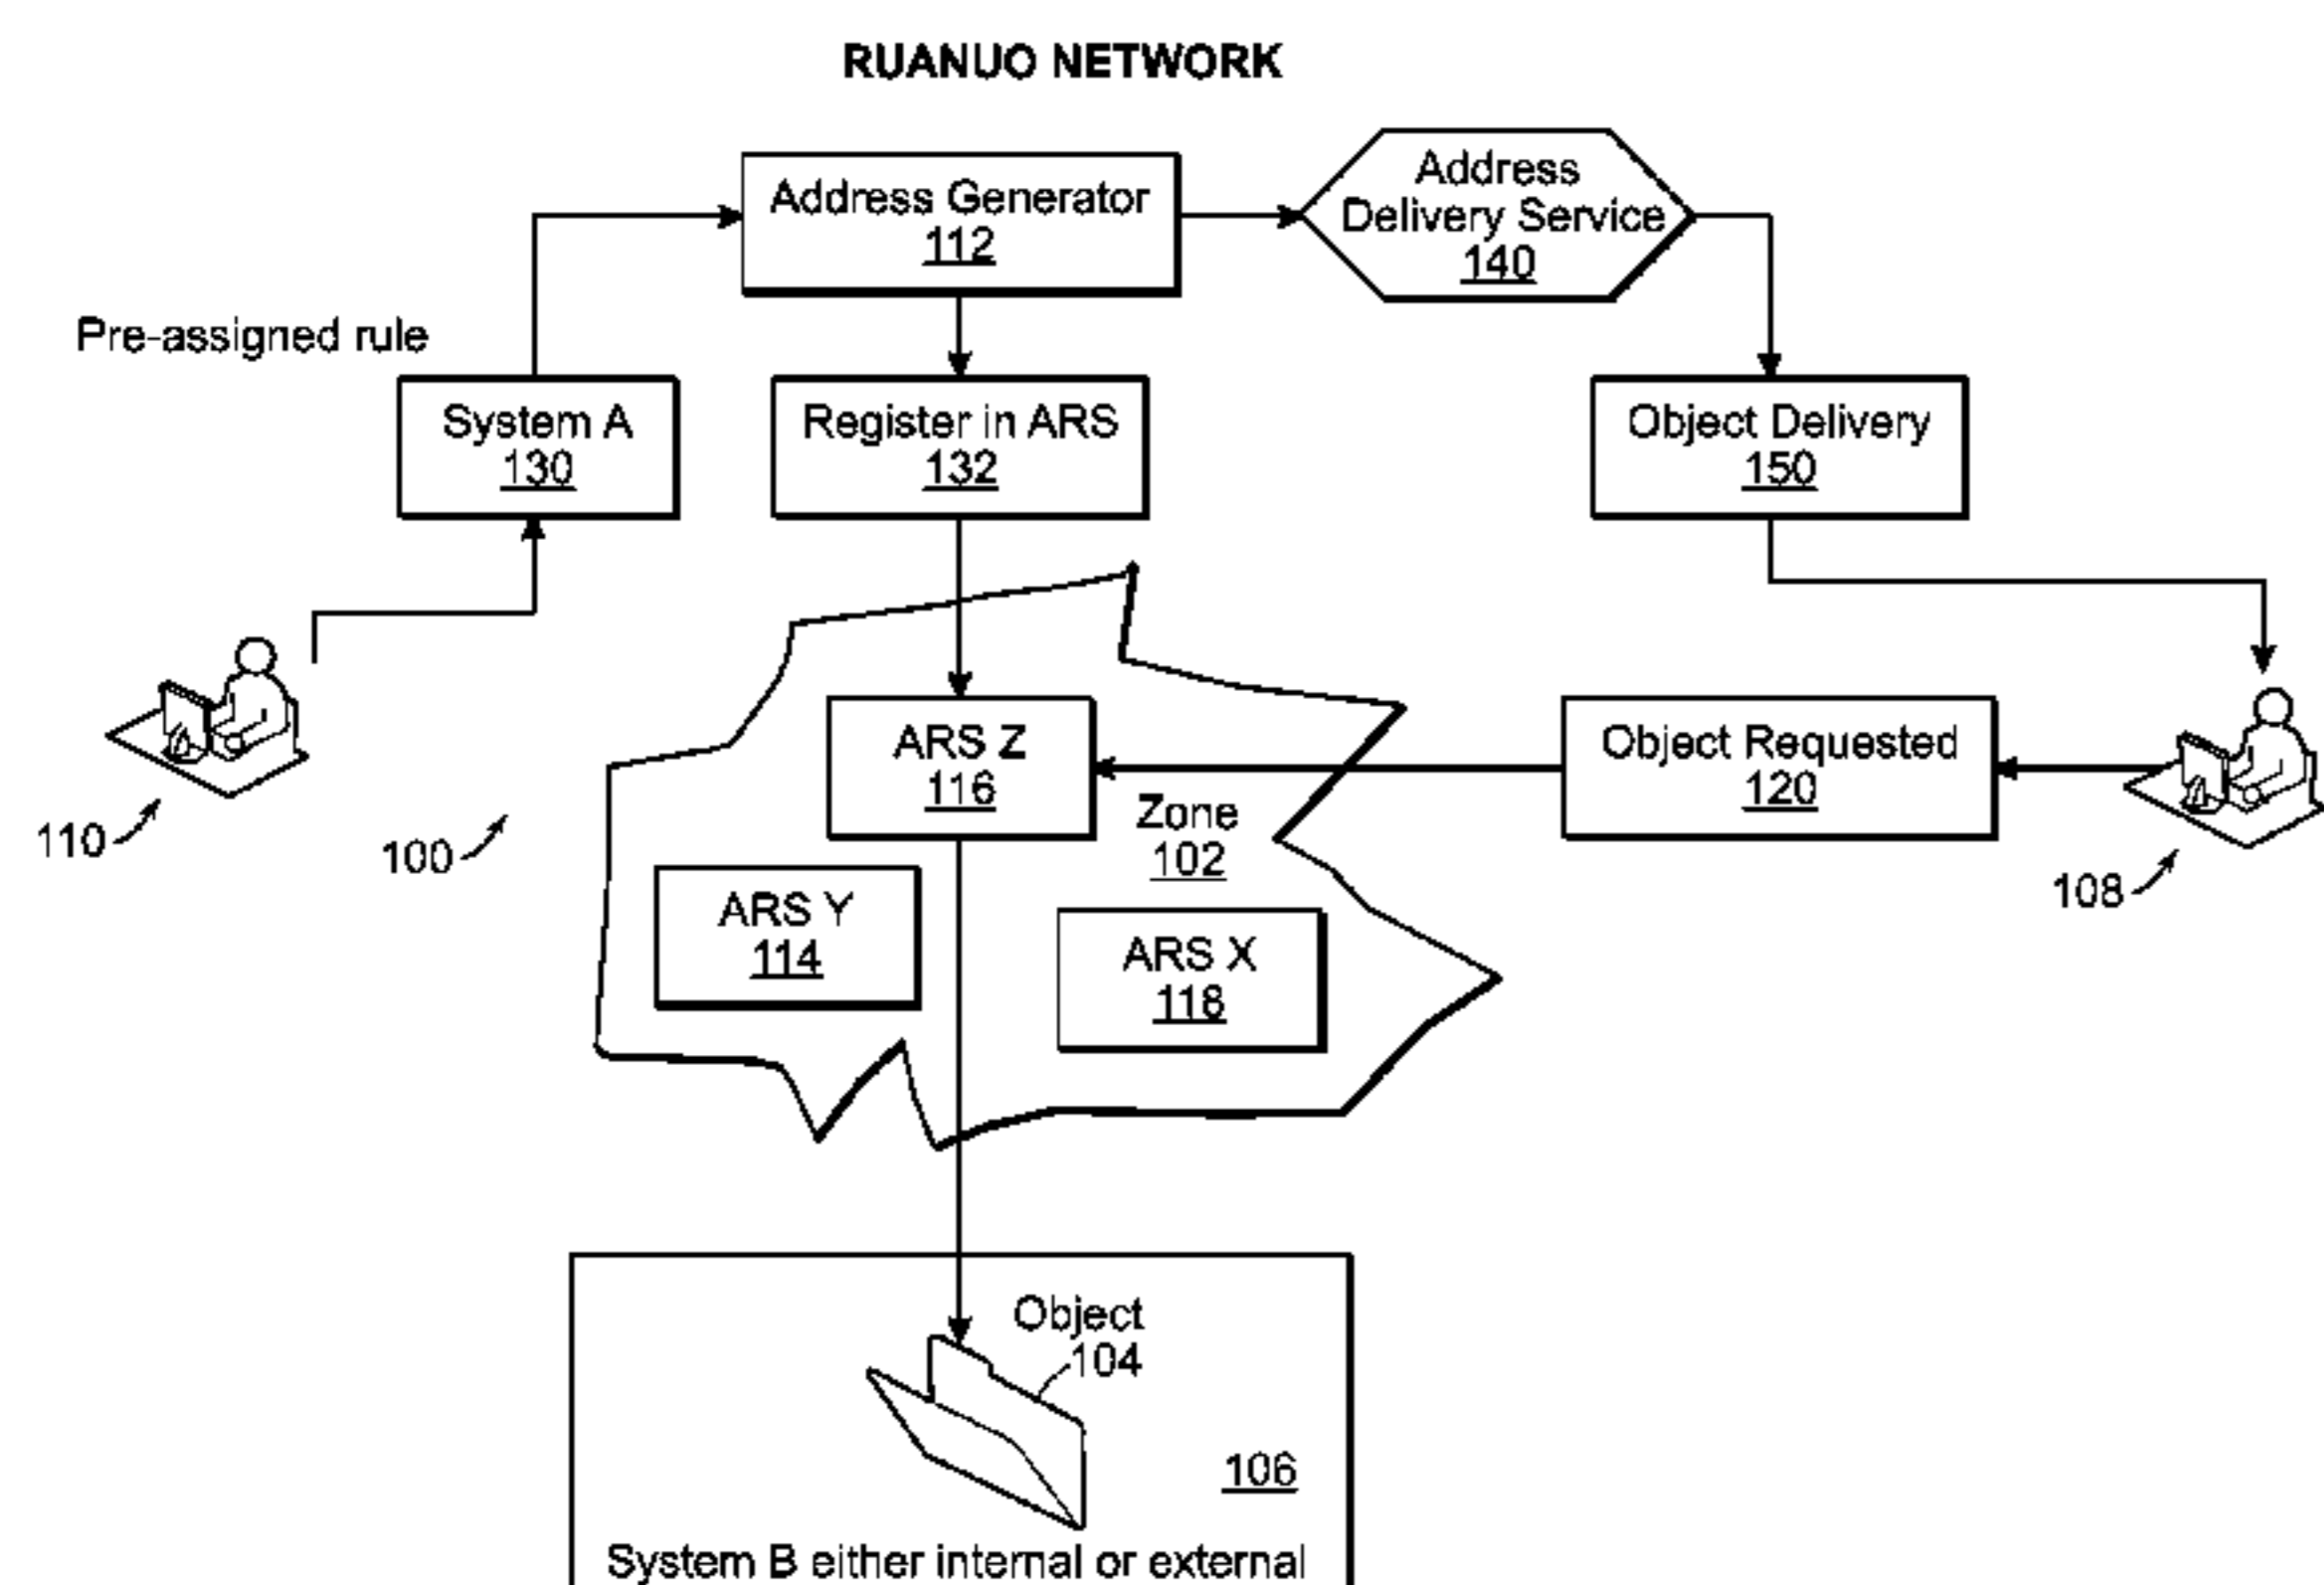 RUANUO NETWORK
Address Generator
112
Address
Delivery Service
140
Pre-assigned rule
System A
130
Register in ARS
132
Object Delivery
150
ARS Z
116
Object Requested
120
Zone
102
110
100
108
ARS Y
114
ARS X
118
Object
104
106
System B either internal or external